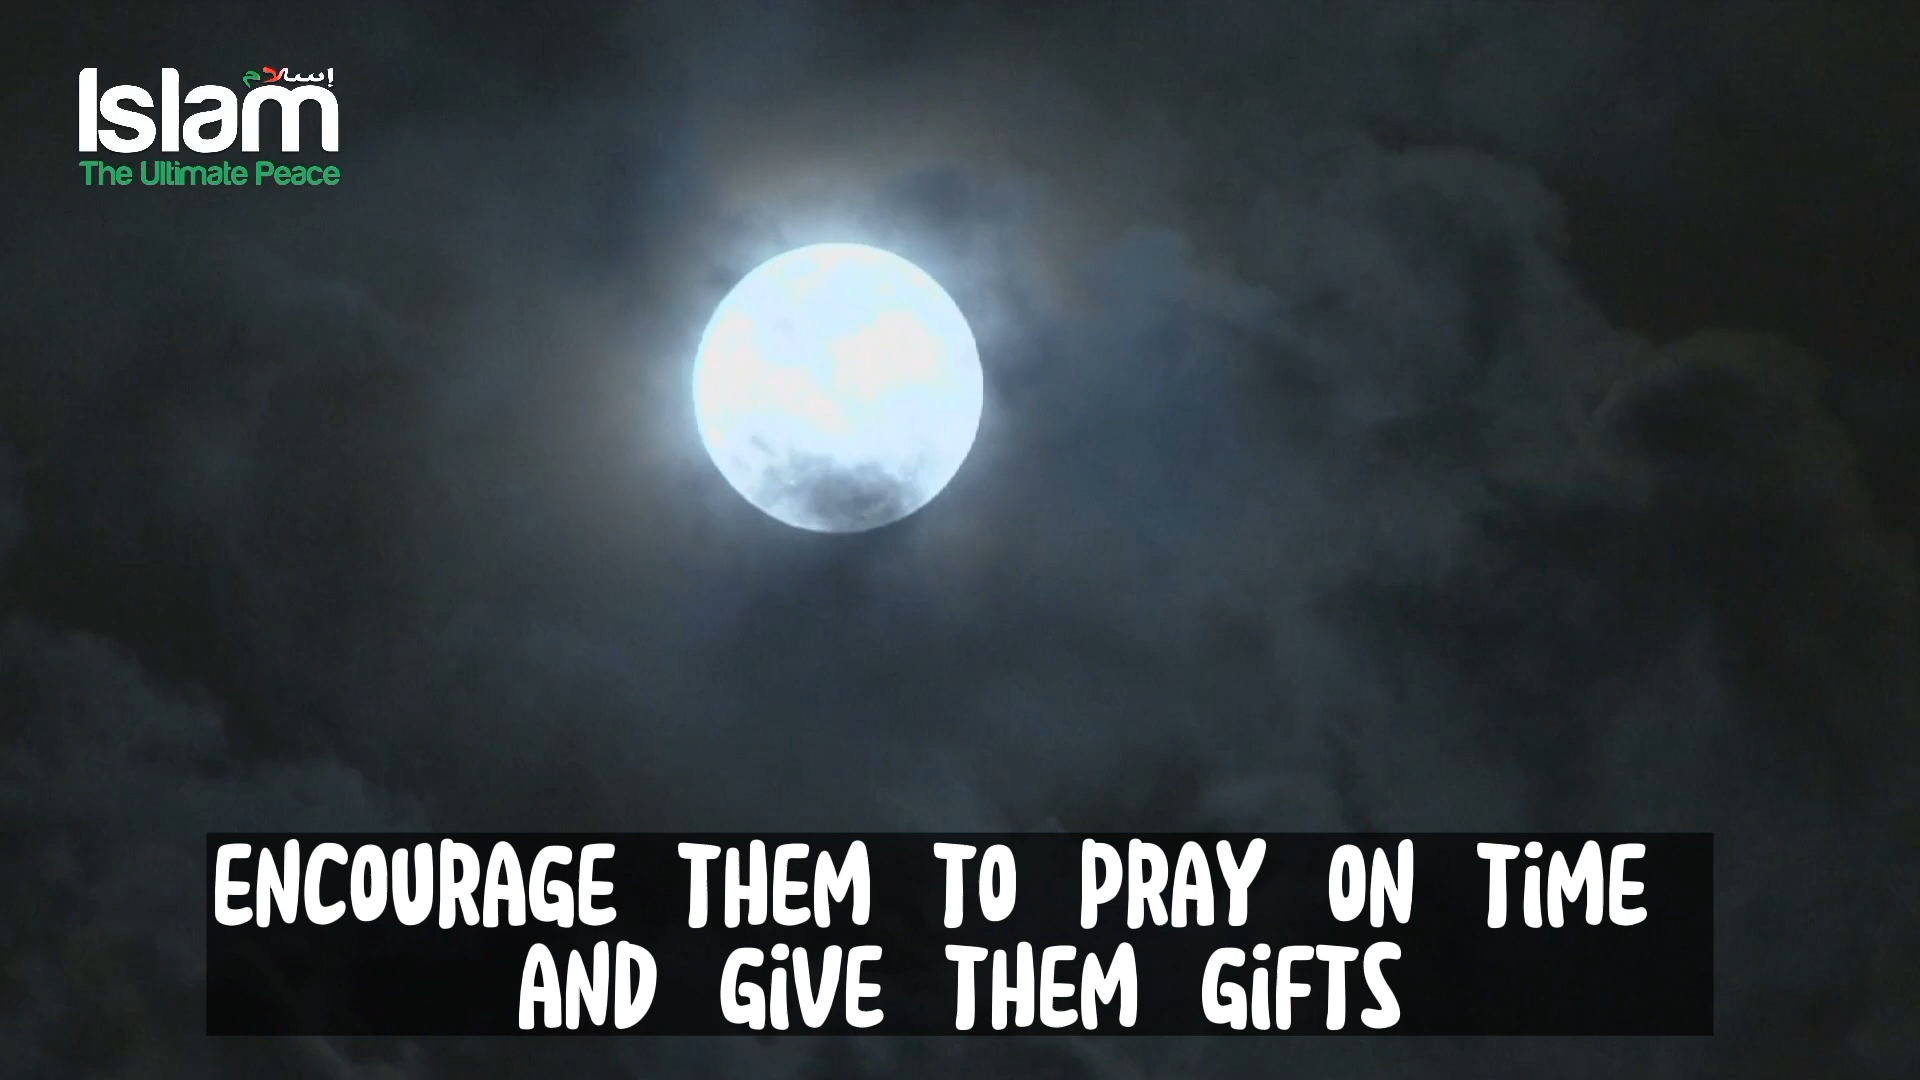 إسلام
Islam
The Ultimate Peace
ENCOURAGE THEM TO PRAY ON TIME
AND GIVE THEM GIFTS